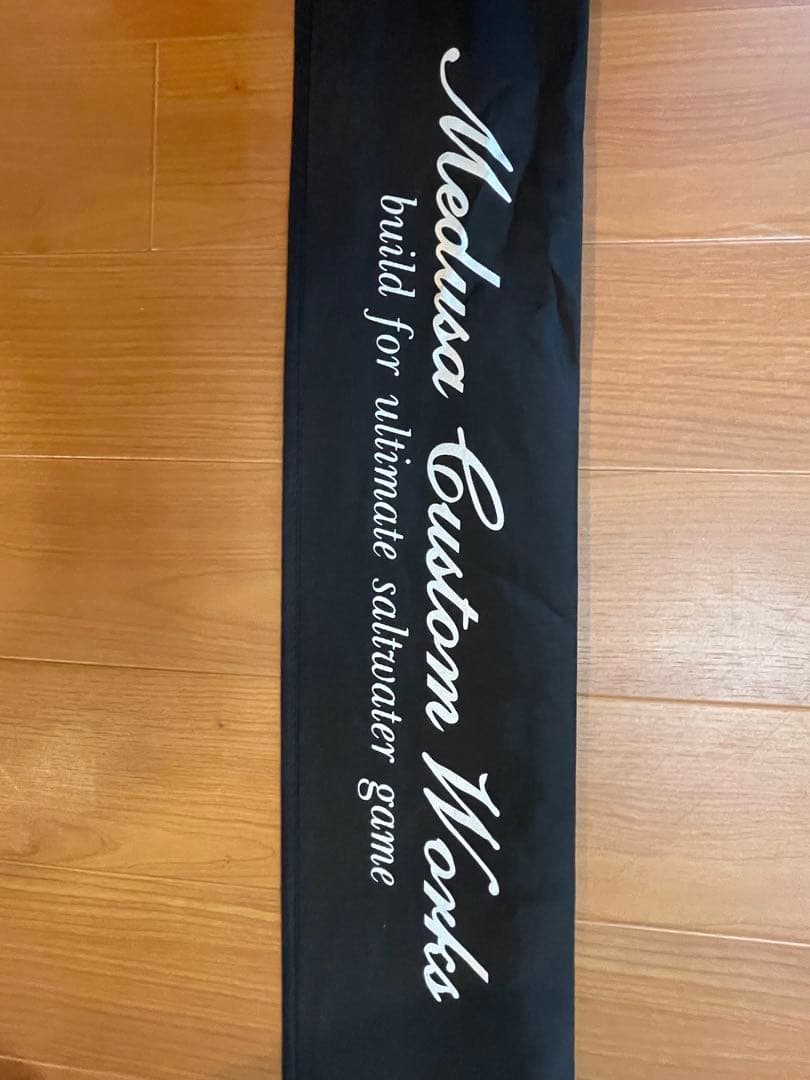 Medusa Custom Works
build for ultimate saltwater game